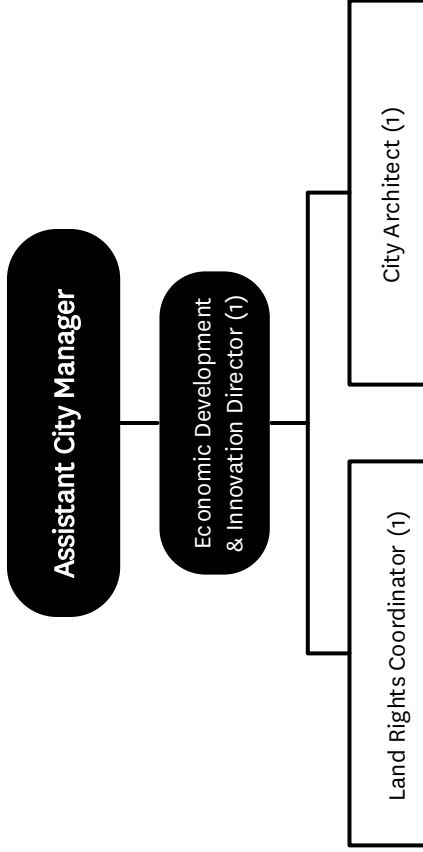 Assistant City Manager
Economic Development
& Innovation Director (1)
Land Rights Coordinator (1)
City Architect (1)